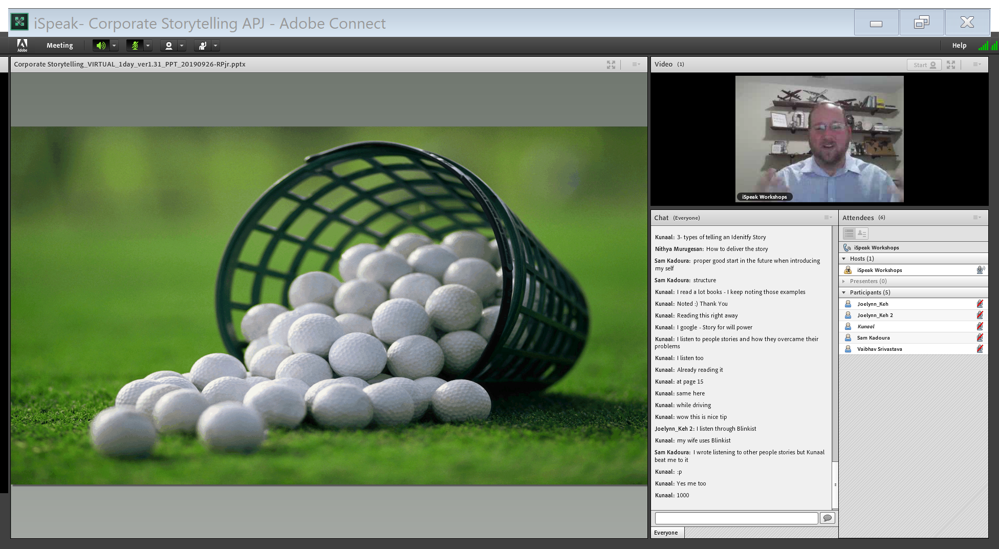 iSpeak- Corporate Storytelling APJ - Adobe Connect
Adobe
Meeting
Help
Corporate Storytelling_VIRTUAL_1day_ver1.31_PPT_20190926-RPjr.pptx
Video (1)
Start
iSpeak Workshops
Chat (Everyone)
Kunaal: 3- types of telling an Idenitfy Story
Nithya Murugesan: How to deliver the story
Sam Kadoura: proper good start in the future when introducing
my self
Sam Kadoura: structure
Kunaal: I read a lot books - I keep noting those examples
Kunaal: Noted :) Thank You
Kunaal: Reading this right away
Kunaal: I google - Story for will power
Kunaal: I listen to people stories and how they overcame their
problems
Kunaal: I listen too
Kunaal: Already reading it
Kunaal: at page 15
Kunaal: same here
Kunaal: while driving
Kunaal: wow this is nice tip
Joelynn_Keh 2: I listen through Blinkist
Kunaal: my wife uses Blinkist
Sam Kadoura: I wrote listening to other people stories but Kunaal
beat me to it
Kunaal: :p
Kunaal: Yes me too
Kunaal: 1000
Everyone
Attendees (6)
iSpeak Workshops
Hosts (1)
iSpeak Workshops
Presenters (0)
Participants (5)
Joelynn_Keh
Joelynn_Keh 2
Kunaal
Sam Kadoura
Vaibhav Srivastava